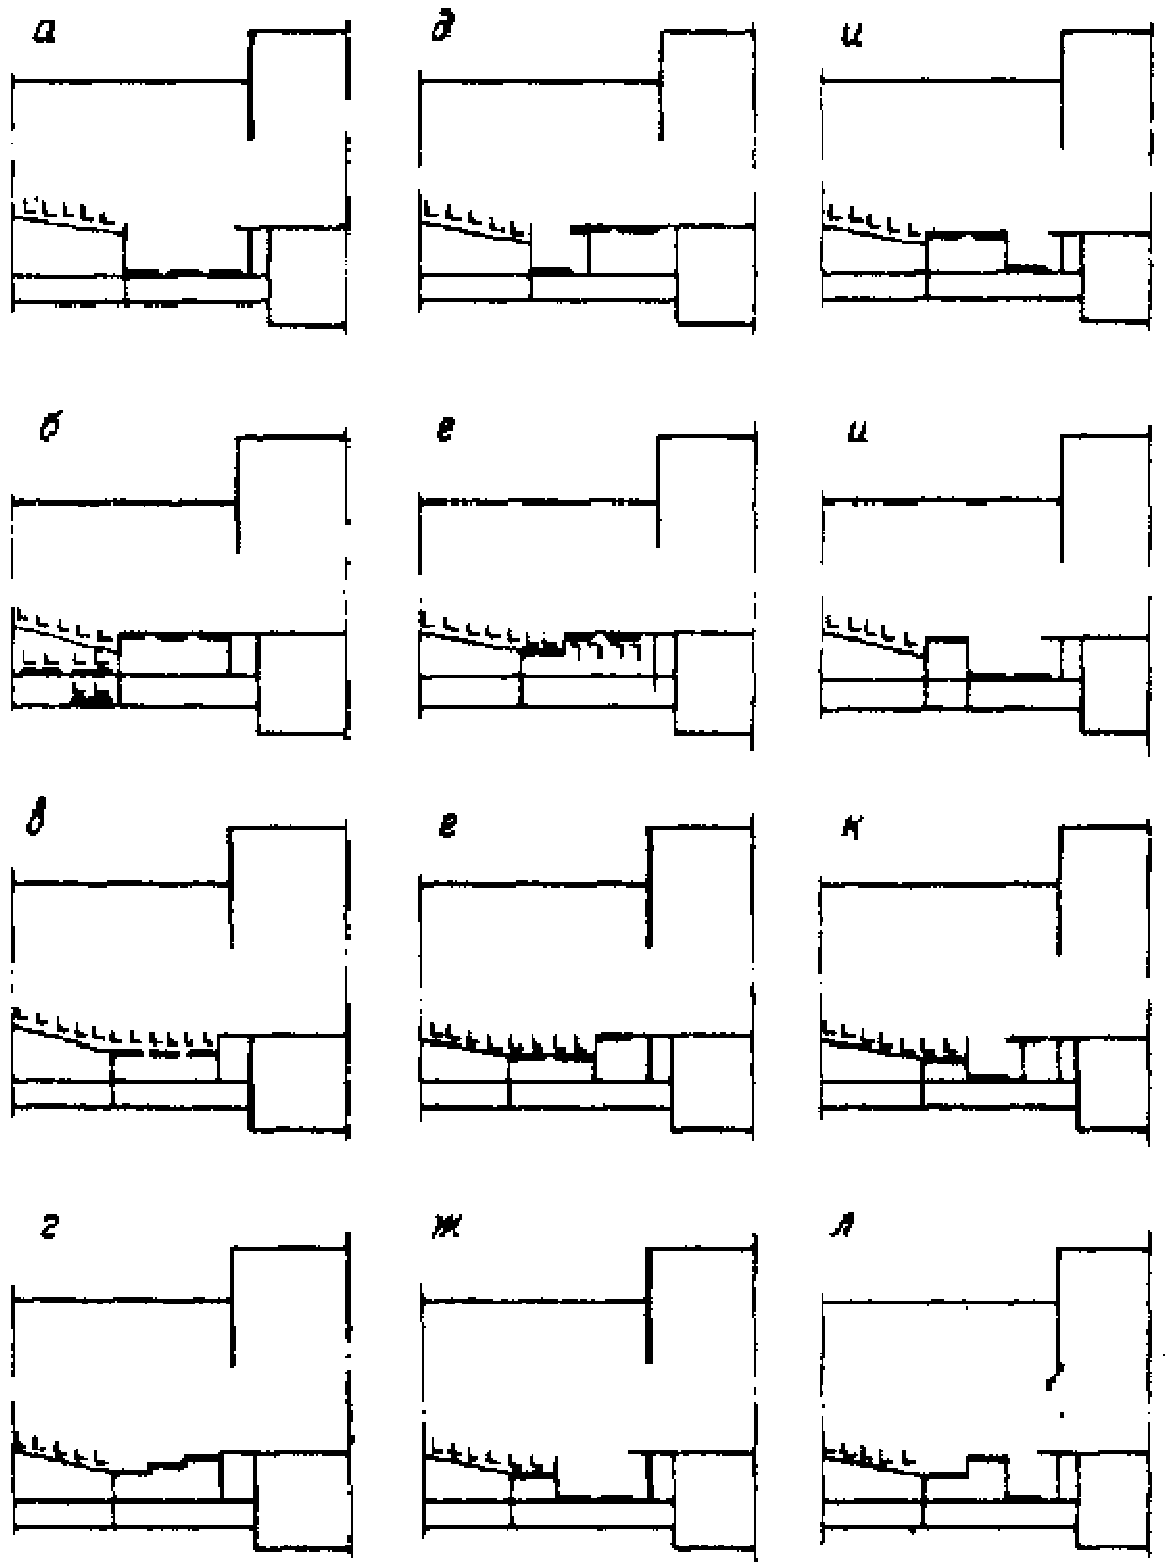 а д и
б е и
в е к
г ж л